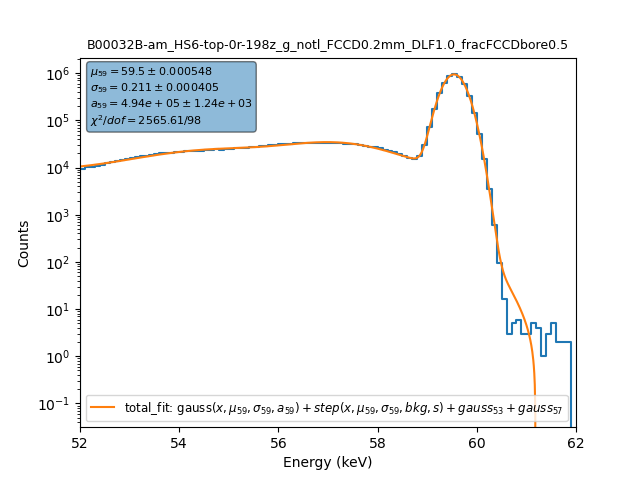 B00032B-am_HS6-top-0r-198z_g_notl_FCCD0.2mm_DLF1.0_fracFCCDbore0.5
μ₅₉ = 59.5 ± 0.000548
σ₅₉ = 0.211 ± 0.000405
a₅₉ = 4.94e + 05 ± 1.24e + 03
χ²/dof = 2565.61/98
10⁶
10⁵
10⁴
10³
10²
10¹
10⁰
10⁻¹
Counts
total_fit: gauss(x, μ₅₉, σ₅₉, a₅₉) + step(x, μ₅₉, σ₅₉, bkg, s) + gauss₅₃ + gauss₅₇
52 54 56 58 60 62
Energy (keV)